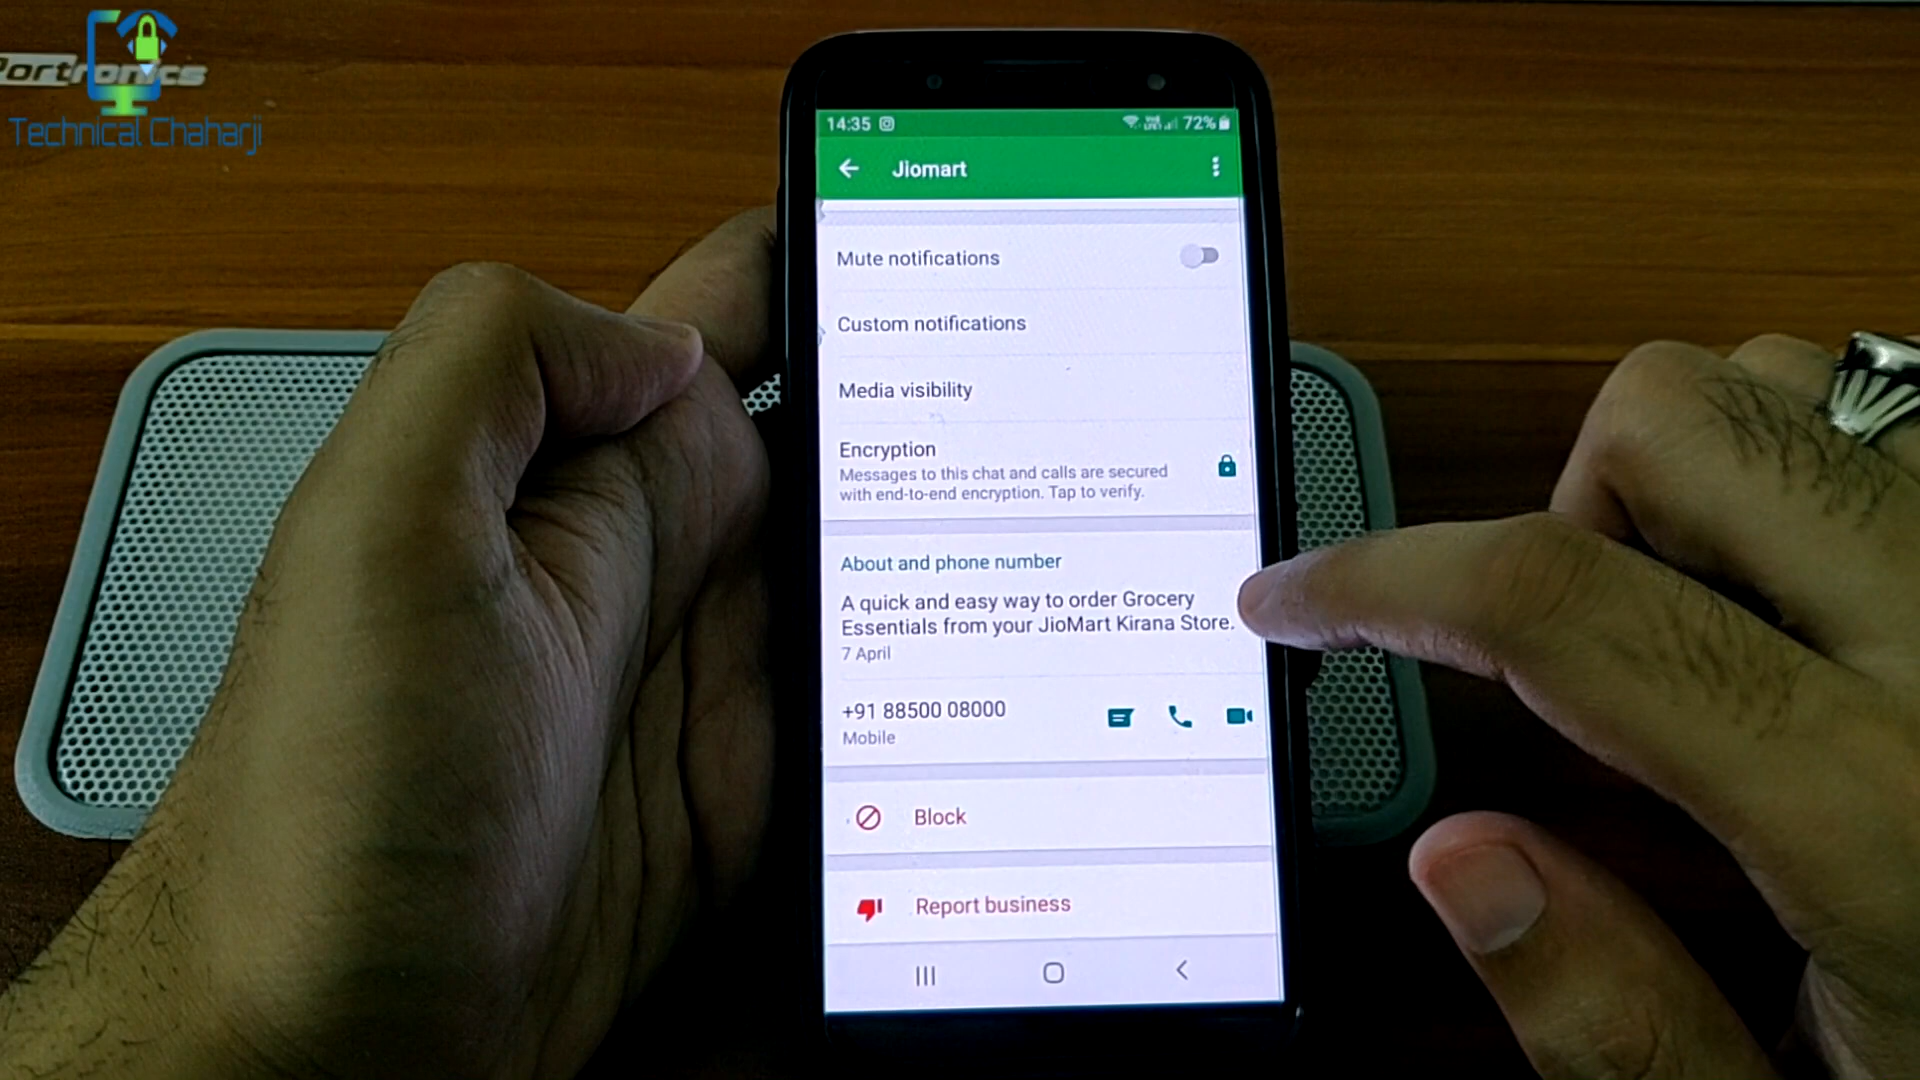 Portronics
Technical Chaharji
14:35
72%
Jiomart
Mute notifications
Custom notifications
Media visibility
Encryption
Messages to this chat and calls are secured
with end-to-end encryption. Tap to verify.
About and phone number
A quick and easy way to order Grocery
Essentials from your JioMart Kirana Store.
7 April
+91 88500 08000
Mobile
Block
Report business